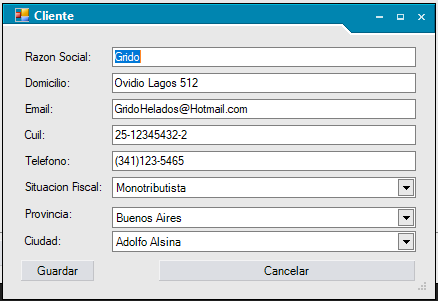 Cliente
Razon Social: Grido
Domicilio: Ovidio Lagos 512
Email: GridoHelados@Hotmail.com
Cuil: 25-12345432-2
Telefono: (341)123-5465
Situacion Fiscal: Monotributista
Provincia: Buenos Aires
Ciudad: Adolfo Alsina
Guardar Cancelar